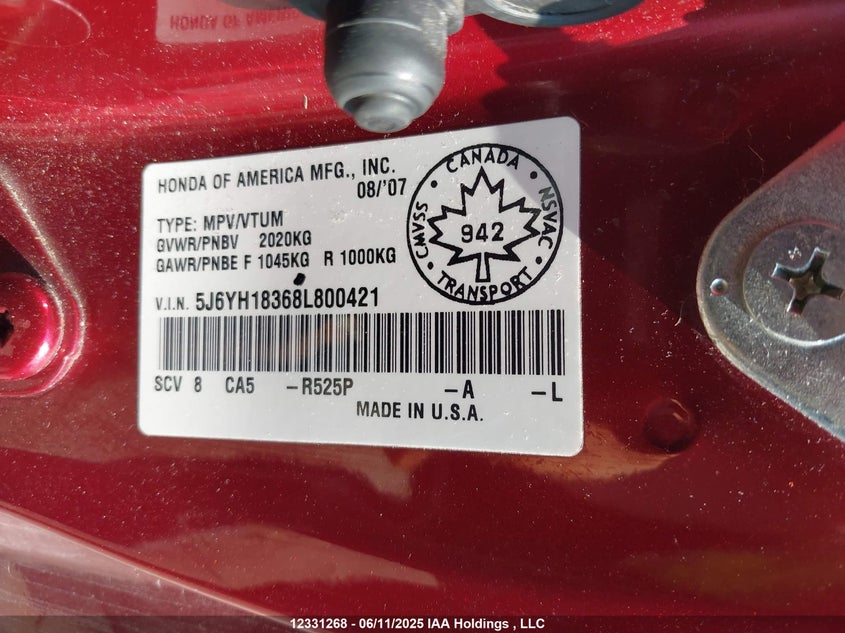 HONDA OF AMERICA MFG., INC.
08/'07
TYPE: MPV/VTUM
GVWR/PNBV 2020KG
GAWR/PNBE F 1045KG R 1000KG
V.I.N. 5J6YH18368L800421
SCV 8 CA5 -R525P -A -L
MADE IN U.S.A.
CANADA
CMVSS
942
NSVAC
TRANSPORT
12331268 - 06/11/2025 IAA Holdings , LLC